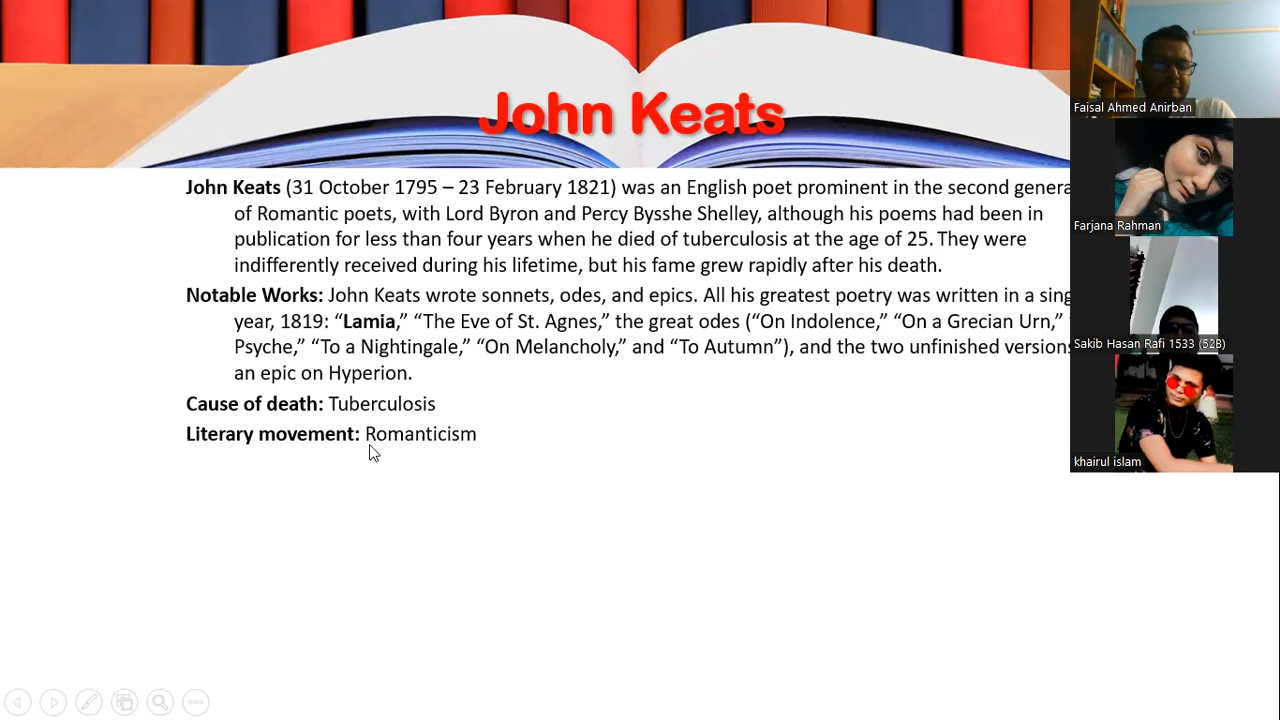 John Keats
John Keats (31 October 1795 – 23 February 1821) was an English poet prominent in the second
of Romantic poets, with Lord Byron and Percy Bysshe Shelley, although his poems had been in
publication for less than four years when he died of tuberculosis at the age of 25. They were
indifferently received during his lifetime, but his fame grew rapidly after his death.
Notable Works: John Keats wrote sonnets, odes, and epics. All his greatest poetry was written in a
year, 1819: “Lamia,” “The Eve of St. Agnes,” the great odes (“On Indolence,” “On a Grecian Urn,”
Psyche,” “To a Nightingale,” “On Melancholy,” and “To Autumn”), and the two unfinished versions
an epic on Hyperion.
Cause of death: Tuberculosis
Literary movement: Romanticism
Faisal Ahmed Anirban
Farjana Rahman
Sakib Hasan Rafi 1533 (52B)
khairul islam